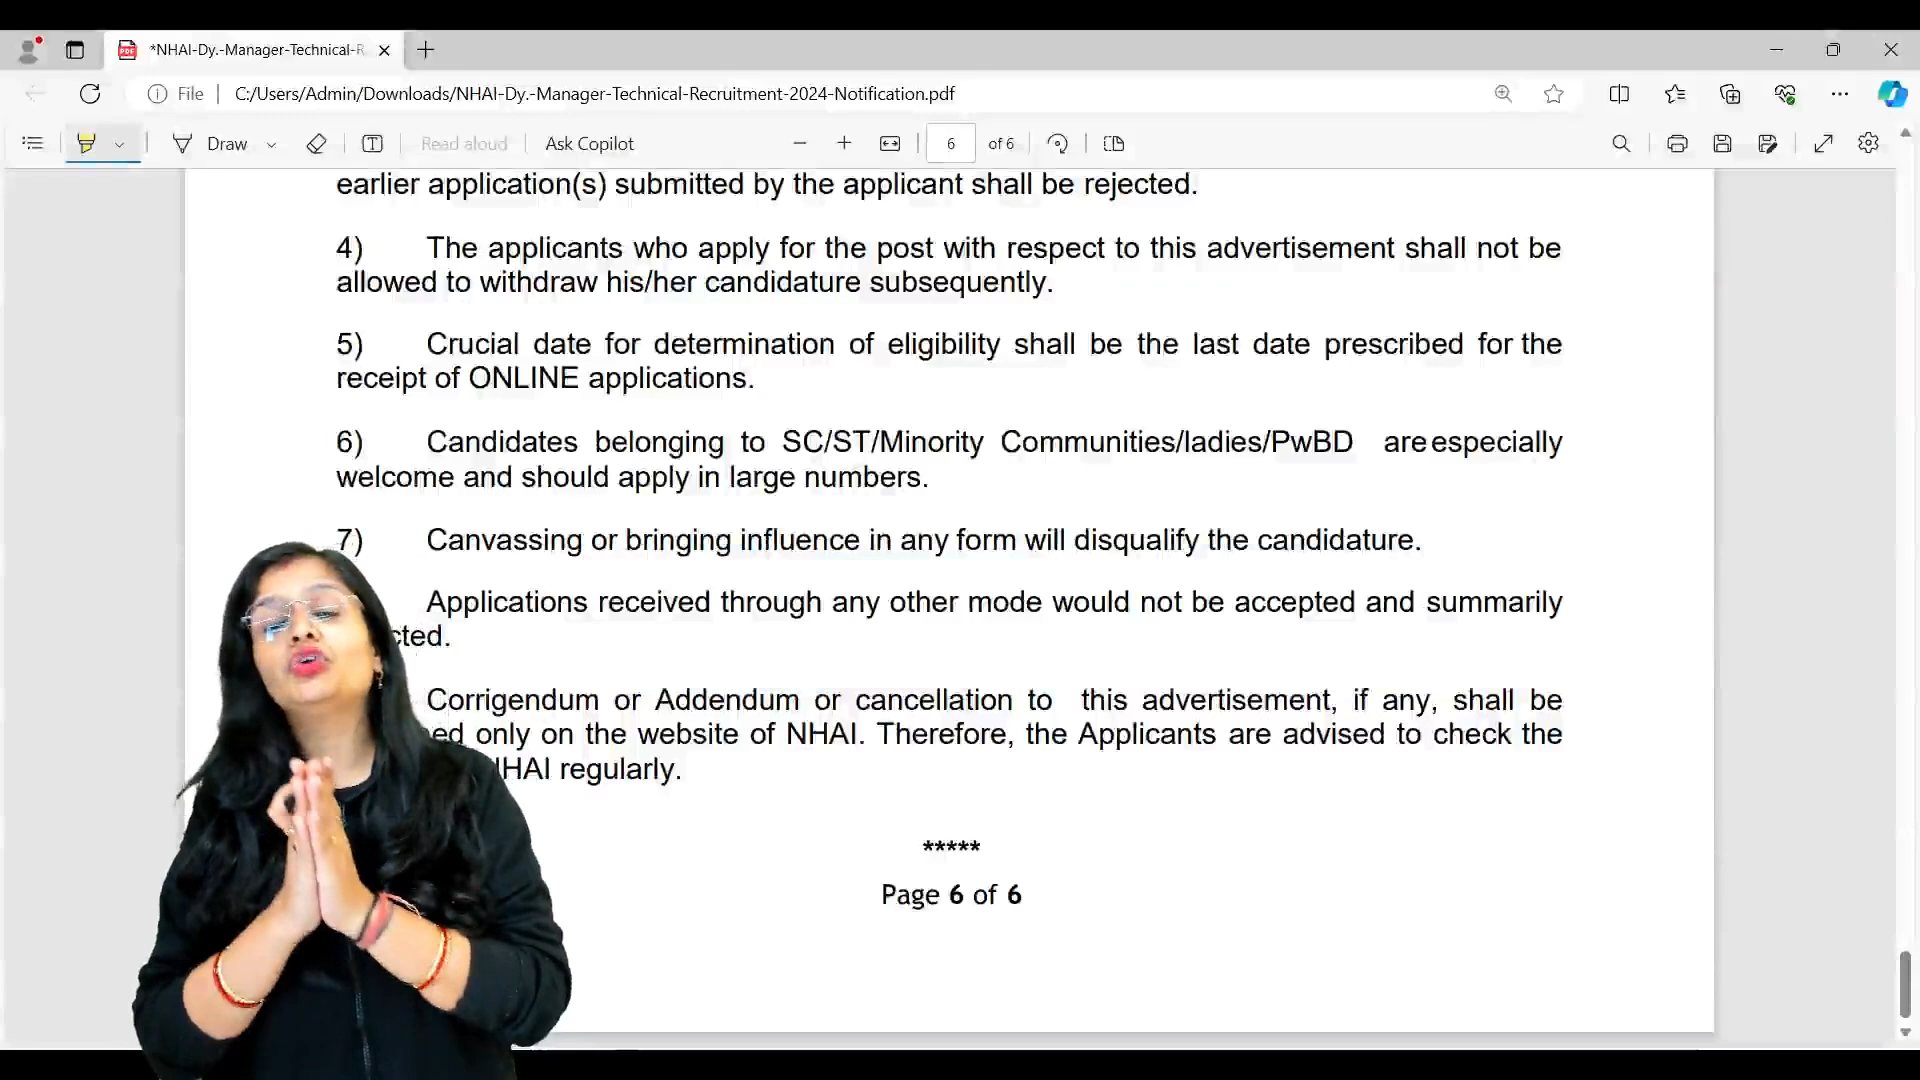 *NHAI-Dy.-Manager-Technical-R
File
C:/Users/Admin/Downloads/NHAI-Dy.-Manager-Technical-Recruitment-2024-Notification.pdf
Draw
Read aloud
Ask Copilot
6 of 6
earlier application(s) submitted by the applicant shall be rejected.
4) The applicants who apply for the post with respect to this advertisement shall not be
allowed to withdraw his/her candidature subsequently.
5) Crucial date for determination of eligibility shall be the last date prescribed for the
receipt of ONLINE applications.
6) Candidates belonging to SC/ST/Minority Communities/ladies/PwBD are especially
welcome and should apply in large numbers.
7) Canvassing or bringing influence in any form will disqualify the candidature.
Applications received through any other mode would not be accepted and summarily
cted.
Corrigendum or Addendum or cancellation to this advertisement, if any, shall be
ed only on the website of NHAI. Therefore, the Applicants are advised to check the
NHAI regularly.
*****
Page 6 of 6